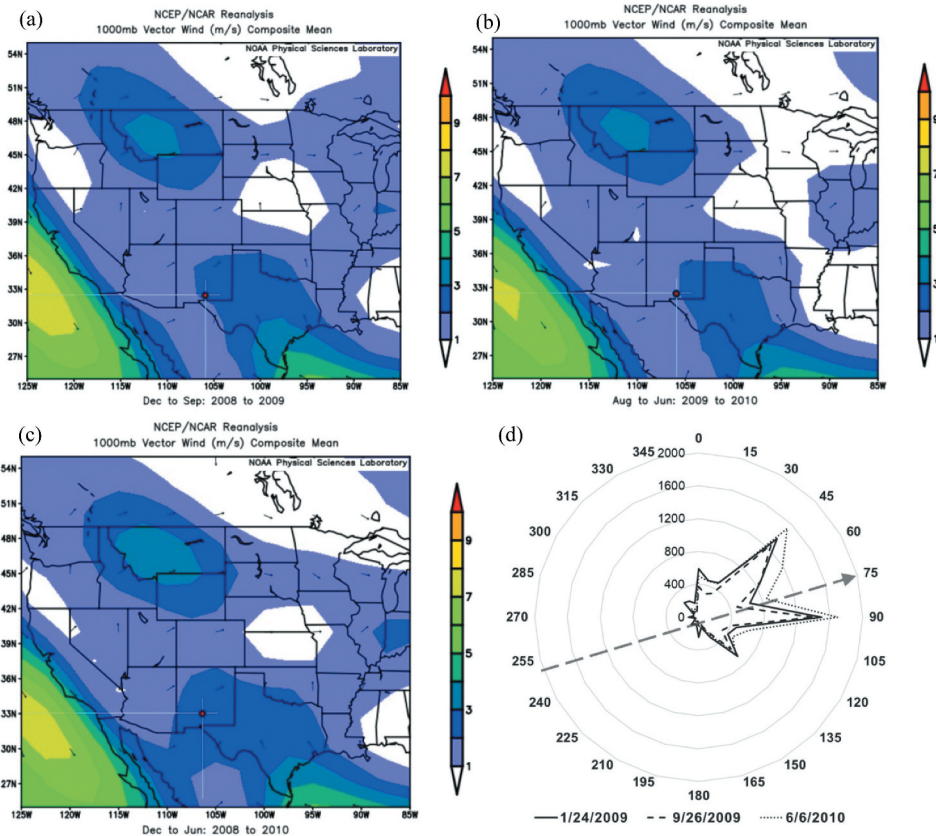 (a)
NCEP/NCAR Reanalysis
1000mb Vector Wind (m/s) Composite Mean
NOAA Physical Sciences Laboratory
54N
51N
48N
45N
42N
39N
36N
33N
30N
27N
125W 120W 115W 110W 105W 100W 95W 90W 85W
Dec to Sep: 2008 to 2009
9
7
5
3
1
(b)
NCEP/NCAR Reanalysis
1000mb Vector Wind (m/s) Composite Mean
NOAA Physical Sciences Laboratory
54N
51N
48N
45N
42N
39N
36N
33N
30N
27N
125W 120W 115W 110W 105W 100W 95W 90W 85W
Aug to Jun: 2009 to 2010
9
7
5
3
1
(c)
NCEP/NCAR Reanalysis
1000mb Vector Wind (m/s) Composite Mean
NOAA Physical Sciences Laboratory
54N
51N
48N
45N
42N
39N
36N
33N
30N
27N
125W 120W 115W 110W 105W 100W 95W 90W 85W
Dec to Jun: 2008 to 2010
9
7
5
3
1
(d)
0
15
30
45
60
75
90
105
120
135
150
165
180
195
210
225
240
255
270
285
300
315
330
345
2000
1600
1200
800
400
0
1/24/2009 9/26/2009 6/6/2010